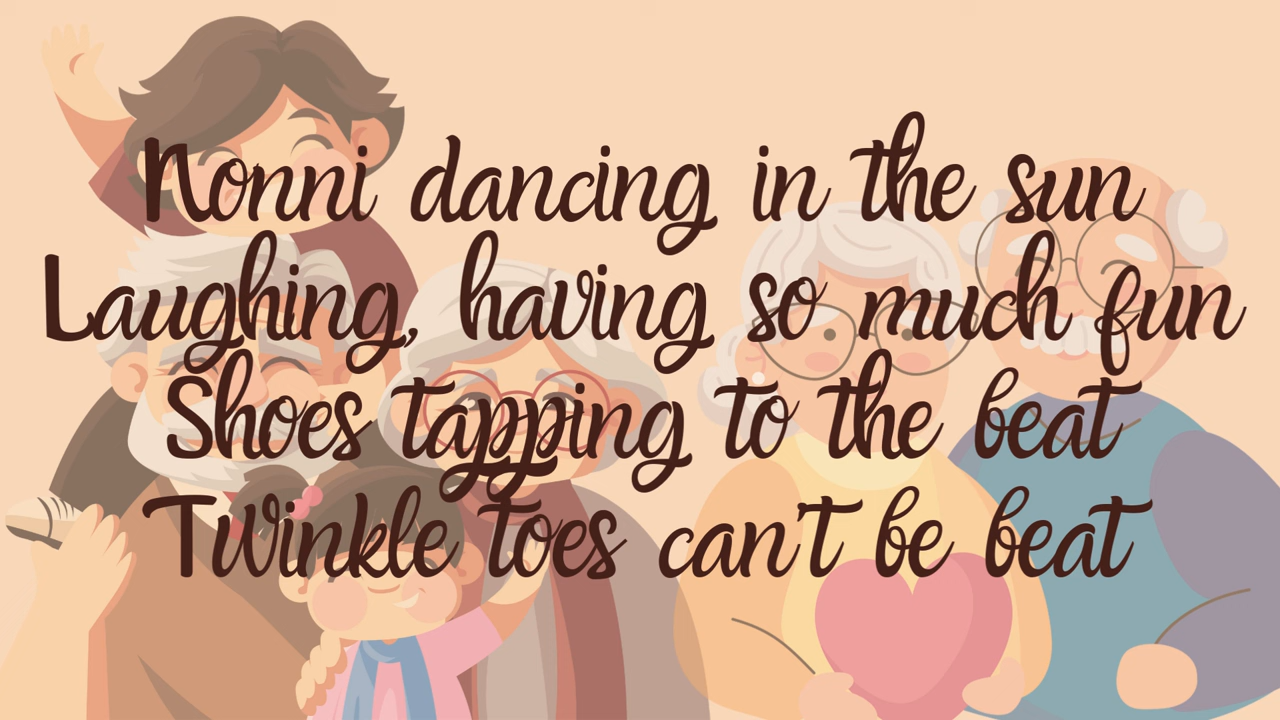 Nonni dancing in the sun
Laughing, having so much fun
Shoes tapping to the beat
Twinkle toes can't be beat